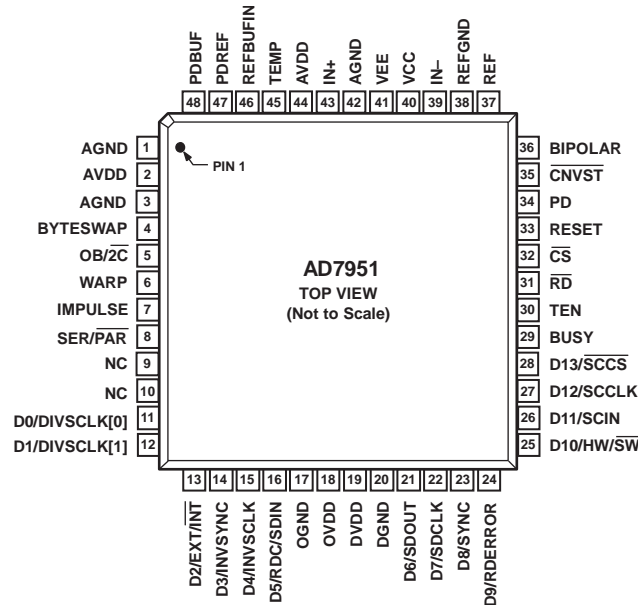 PDBUF
PDREF
REFBUFIN
TEMP
AVDD
IN+
AGND
VEE
VCC
IN–
REFGND
REF
48 47 46 45 44 43 42 41 40 39 38 37
AGND 1
AVDD 2
AGND 3
BYTESWAP 4
OB/2C 5
WARP 6
IMPULSE 7
SER/PAR 8
NC 9
NC 10
D0/DIVSCLK[0] 11
D1/DIVSCLK[1] 12
PIN 1
AD7951
TOP VIEW
(Not to Scale)
36 BIPOLAR
35 CNVST
34 PD
33 RESET
32 CS
31 RD
30 TEN
29 BUSY
28 D13/SCCS
27 D12/SCCLK
26 D11/SCIN
25 D10/HW/SW
13 14 15 16 17 18 19 20 21 22 23 24
D2/EXT/INT
D3/INVSYNC
D4/INVSCLK
D5/RDC/SDIN
OGND
OVDD
DVDD
DGND
D6/SDOUT
D7/SDCLK
D8/SYNC
D9/RDERROR